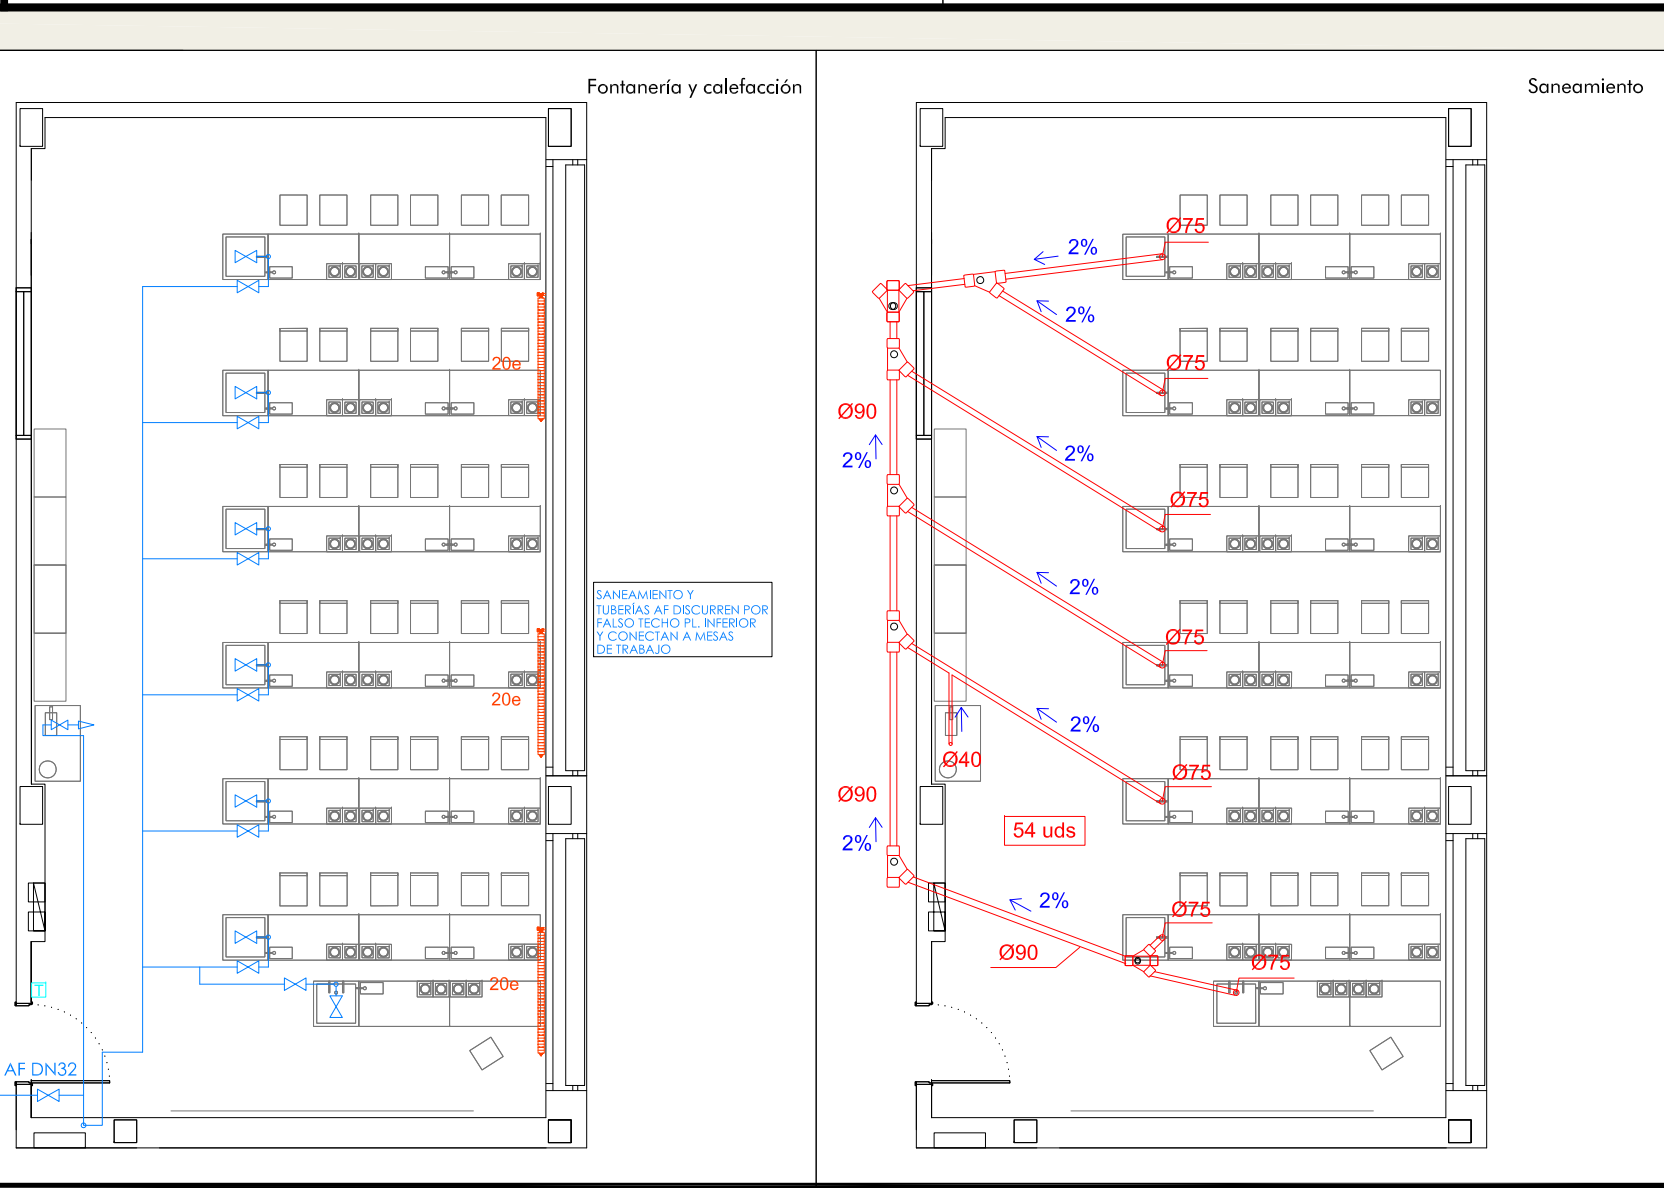 Fontanería y calefacción
20e
20e
SANEAMIENTO Y
TUBERÍAS AF DISCURREN POR
FALSO TECHO PL. INFERIOR
Y CONECTAN A MESAS
DE TRABAJO
20e
T
AF DN32
Saneamiento
Ø75
2%
2%
Ø75
Ø90
2%
2%
Ø75
2%
Ø75
2%
Ø40
Ø75
Ø90
54 uds
2%
2%
Ø75
Ø90
Ø75